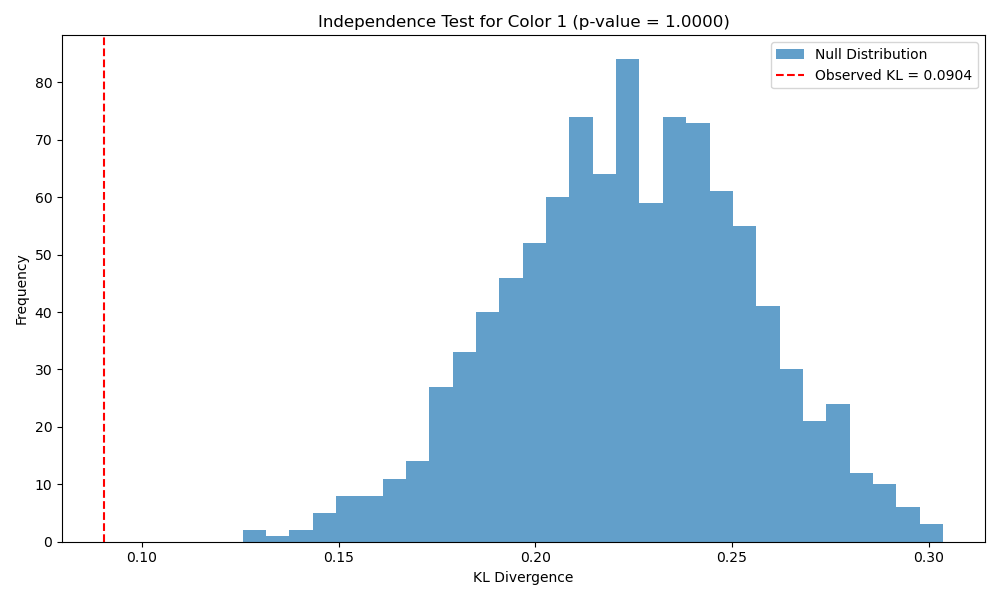 Independence Test for Color 1 (p-value = 1.0000)
Null Distribution
Observed KL = 0.0904
Frequency
80
70
60
50
40
30
20
10
0
0.10 0.15 0.20 0.25 0.30
KL Divergence